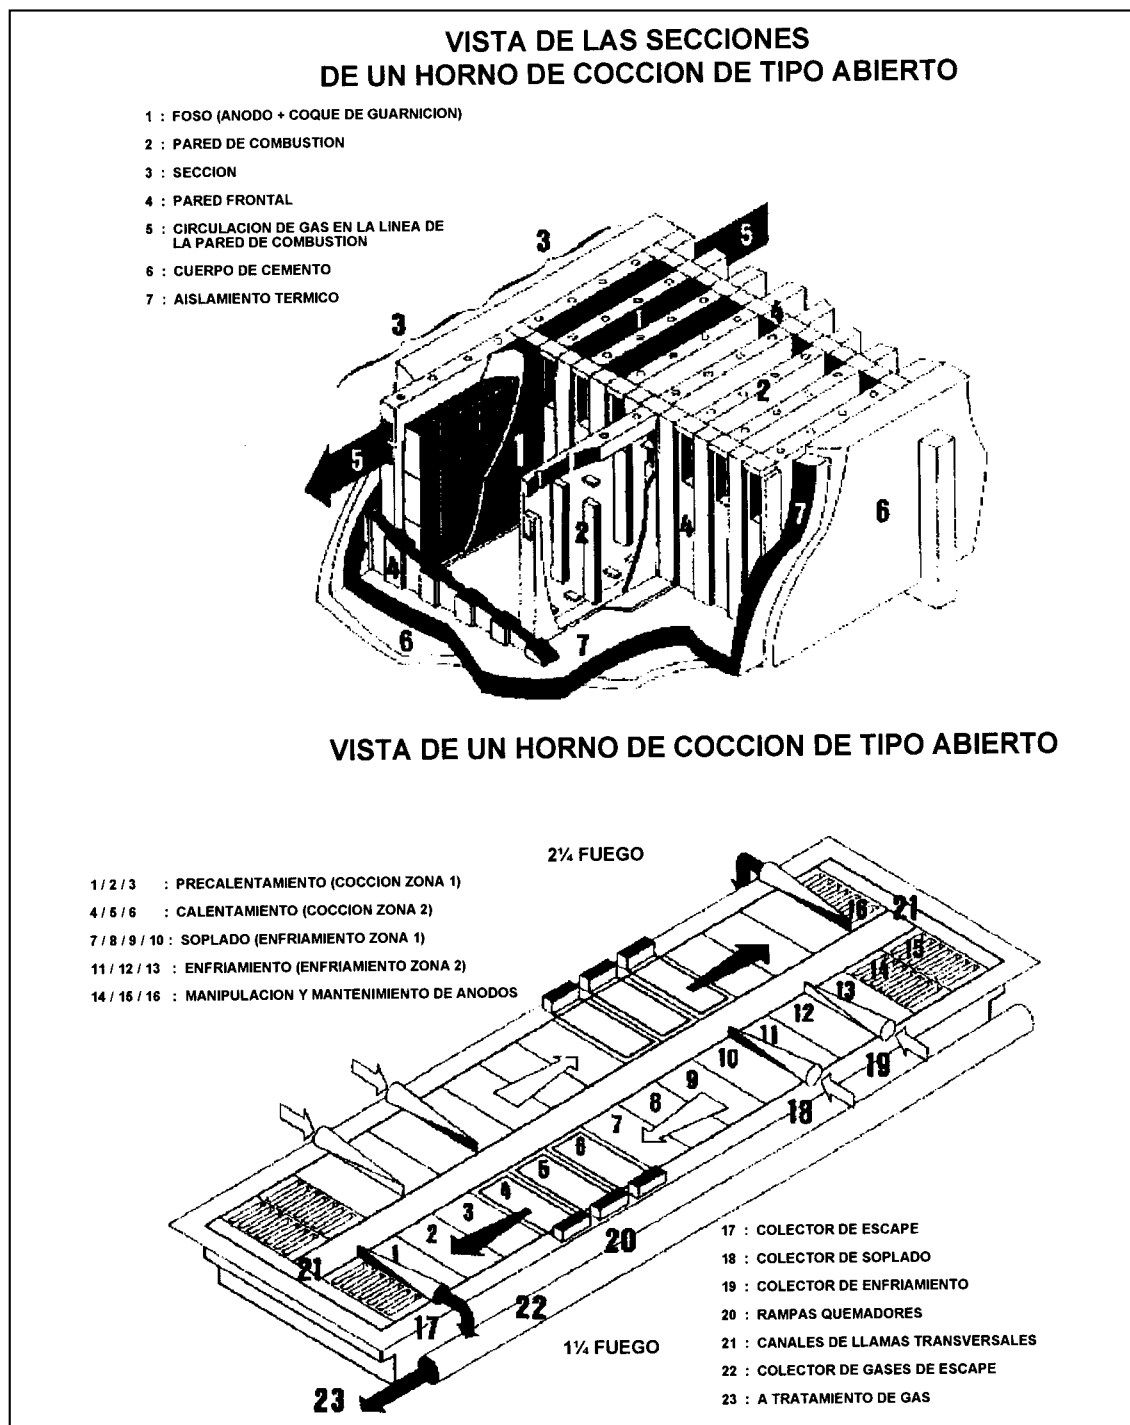 VISTA DE LAS SECCIONES
DE UN HORNO DE COCCION DE TIPO ABIERTO
1 : FOSO (ANODO + COQUE DE GUARNICION)
2 : PARED DE COMBUSTION
3 : SECCION
4 : PARED FRONTAL
5 : CIRCULACION DE GAS EN LA LINEA DE
LA PARED DE COMBUSTION
6 : CUERPO DE CEMENTO
7 : AISLAMIENTO TERMICO
3
5
3
1
4
2
5
7
6
2
4
4
6
7
VISTA DE UN HORNO DE COCCION DE TIPO ABIERTO
2¼ FUEGO
1 / 2 / 3 : PRECALENTAMIENTO (COCCION ZONA 1)
4 / 5 / 6 : CALENTAMIENTO (COCCION ZONA 2)
7 / 8 / 9 / 10 : SOPLADO (ENFRIAMIENTO ZONA 1)
11 / 12 / 13 : ENFRIAMIENTO (ENFRIAMIENTO ZONA 2)
14 / 15 / 16 : MANIPULACION Y MANTENIMIENTO DE ANODOS
16
21
15
14
13
12
11
10
19
9
18
8
7
6
5
4
3
2
20
1
21
22
17
23
1¼ FUEGO
17 : COLECTOR DE ESCAPE
18 : COLECTOR DE SOPLADO
19 : COLECTOR DE ENFRIAMIENTO
20 : RAMPAS QUEMADORES
21 : CANALES DE LLAMAS TRANSVERSALES
22 : COLECTOR DE GASES DE ESCAPE
23 : A TRATAMIENTO DE GAS